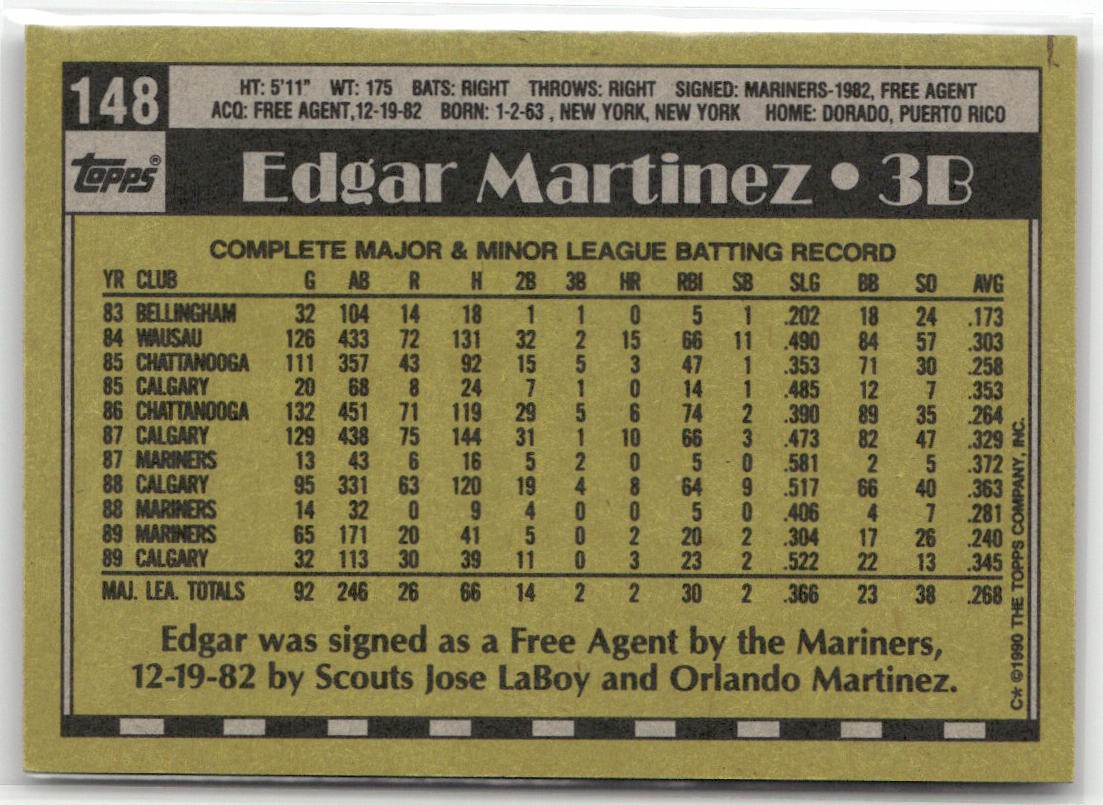 148
HT: 5'11" WT: 175 BATS: RIGHT THROWS: RIGHT SIGNED: MARINERS-1982, FREE AGENT
ACQ: FREE AGENT,12-19-82 BORN: 1-2-63 , NEW YORK, NEW YORK HOME: DORADO, PUERTO RICO
topps®
Edgar Martinez • 3B
COMPLETE MAJOR & MINOR LEAGUE BATTING RECORD
YR CLUB G AB R H 2B 3B HR RBI SB SLG BB SO AVG
83 BELLINGHAM 32 104 14 18 1 1 0 5 1 .202 18 24 .173
84 WAUSAU 126 433 72 131 32 2 15 66 11 .490 84 57 .303
85 CHATTANOOGA 111 357 43 92 15 5 3 47 1 .353 71 30 .258
85 CALGARY 20 68 8 24 7 1 0 14 1 .485 12 7 .353
86 CHATTANOOGA 132 451 71 119 29 5 6 74 2 .390 89 35 .264
87 CALGARY 129 438 75 144 31 1 10 66 3 .473 82 47 .329
87 MARINERS 13 43 6 16 5 2 0 5 0 .581 2 5 .372
88 CALGARY 95 331 63 120 19 4 8 64 9 .517 66 40 .363
88 MARINERS 14 32 0 9 4 0 0 5 0 .406 4 7 .281
89 MARINERS 65 171 20 41 5 0 2 20 2 .304 17 26 .240
89 CALGARY 32 113 30 39 11 0 3 23 2 .522 22 13 .345
MAJ. LEA. TOTALS 92 246 26 66 14 2 2 30 2 .366 23 38 .268
Edgar was signed as a Free Agent by the Mariners,
12-19-82 by Scouts Jose LaBoy and Orlando Martinez.
C* ©1990 THE TOPPS COMPANY, INC.